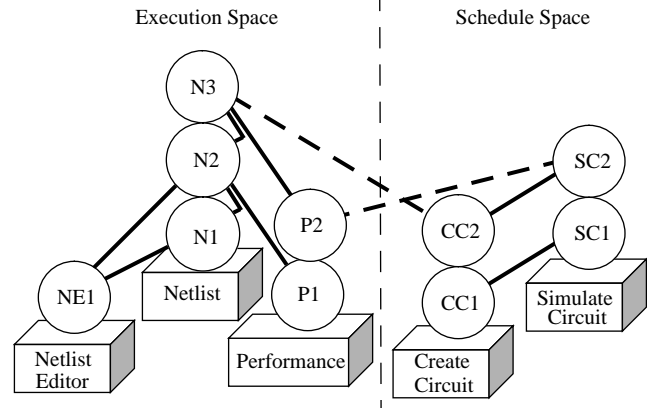 Execution Space
Schedule Space
N3
N2
SC2
P2
N1
CC2
SC1
NE1
Netlist
P1
CC1
Simulate
Circuit
Netlist
Editor
Performance
Create
Circuit